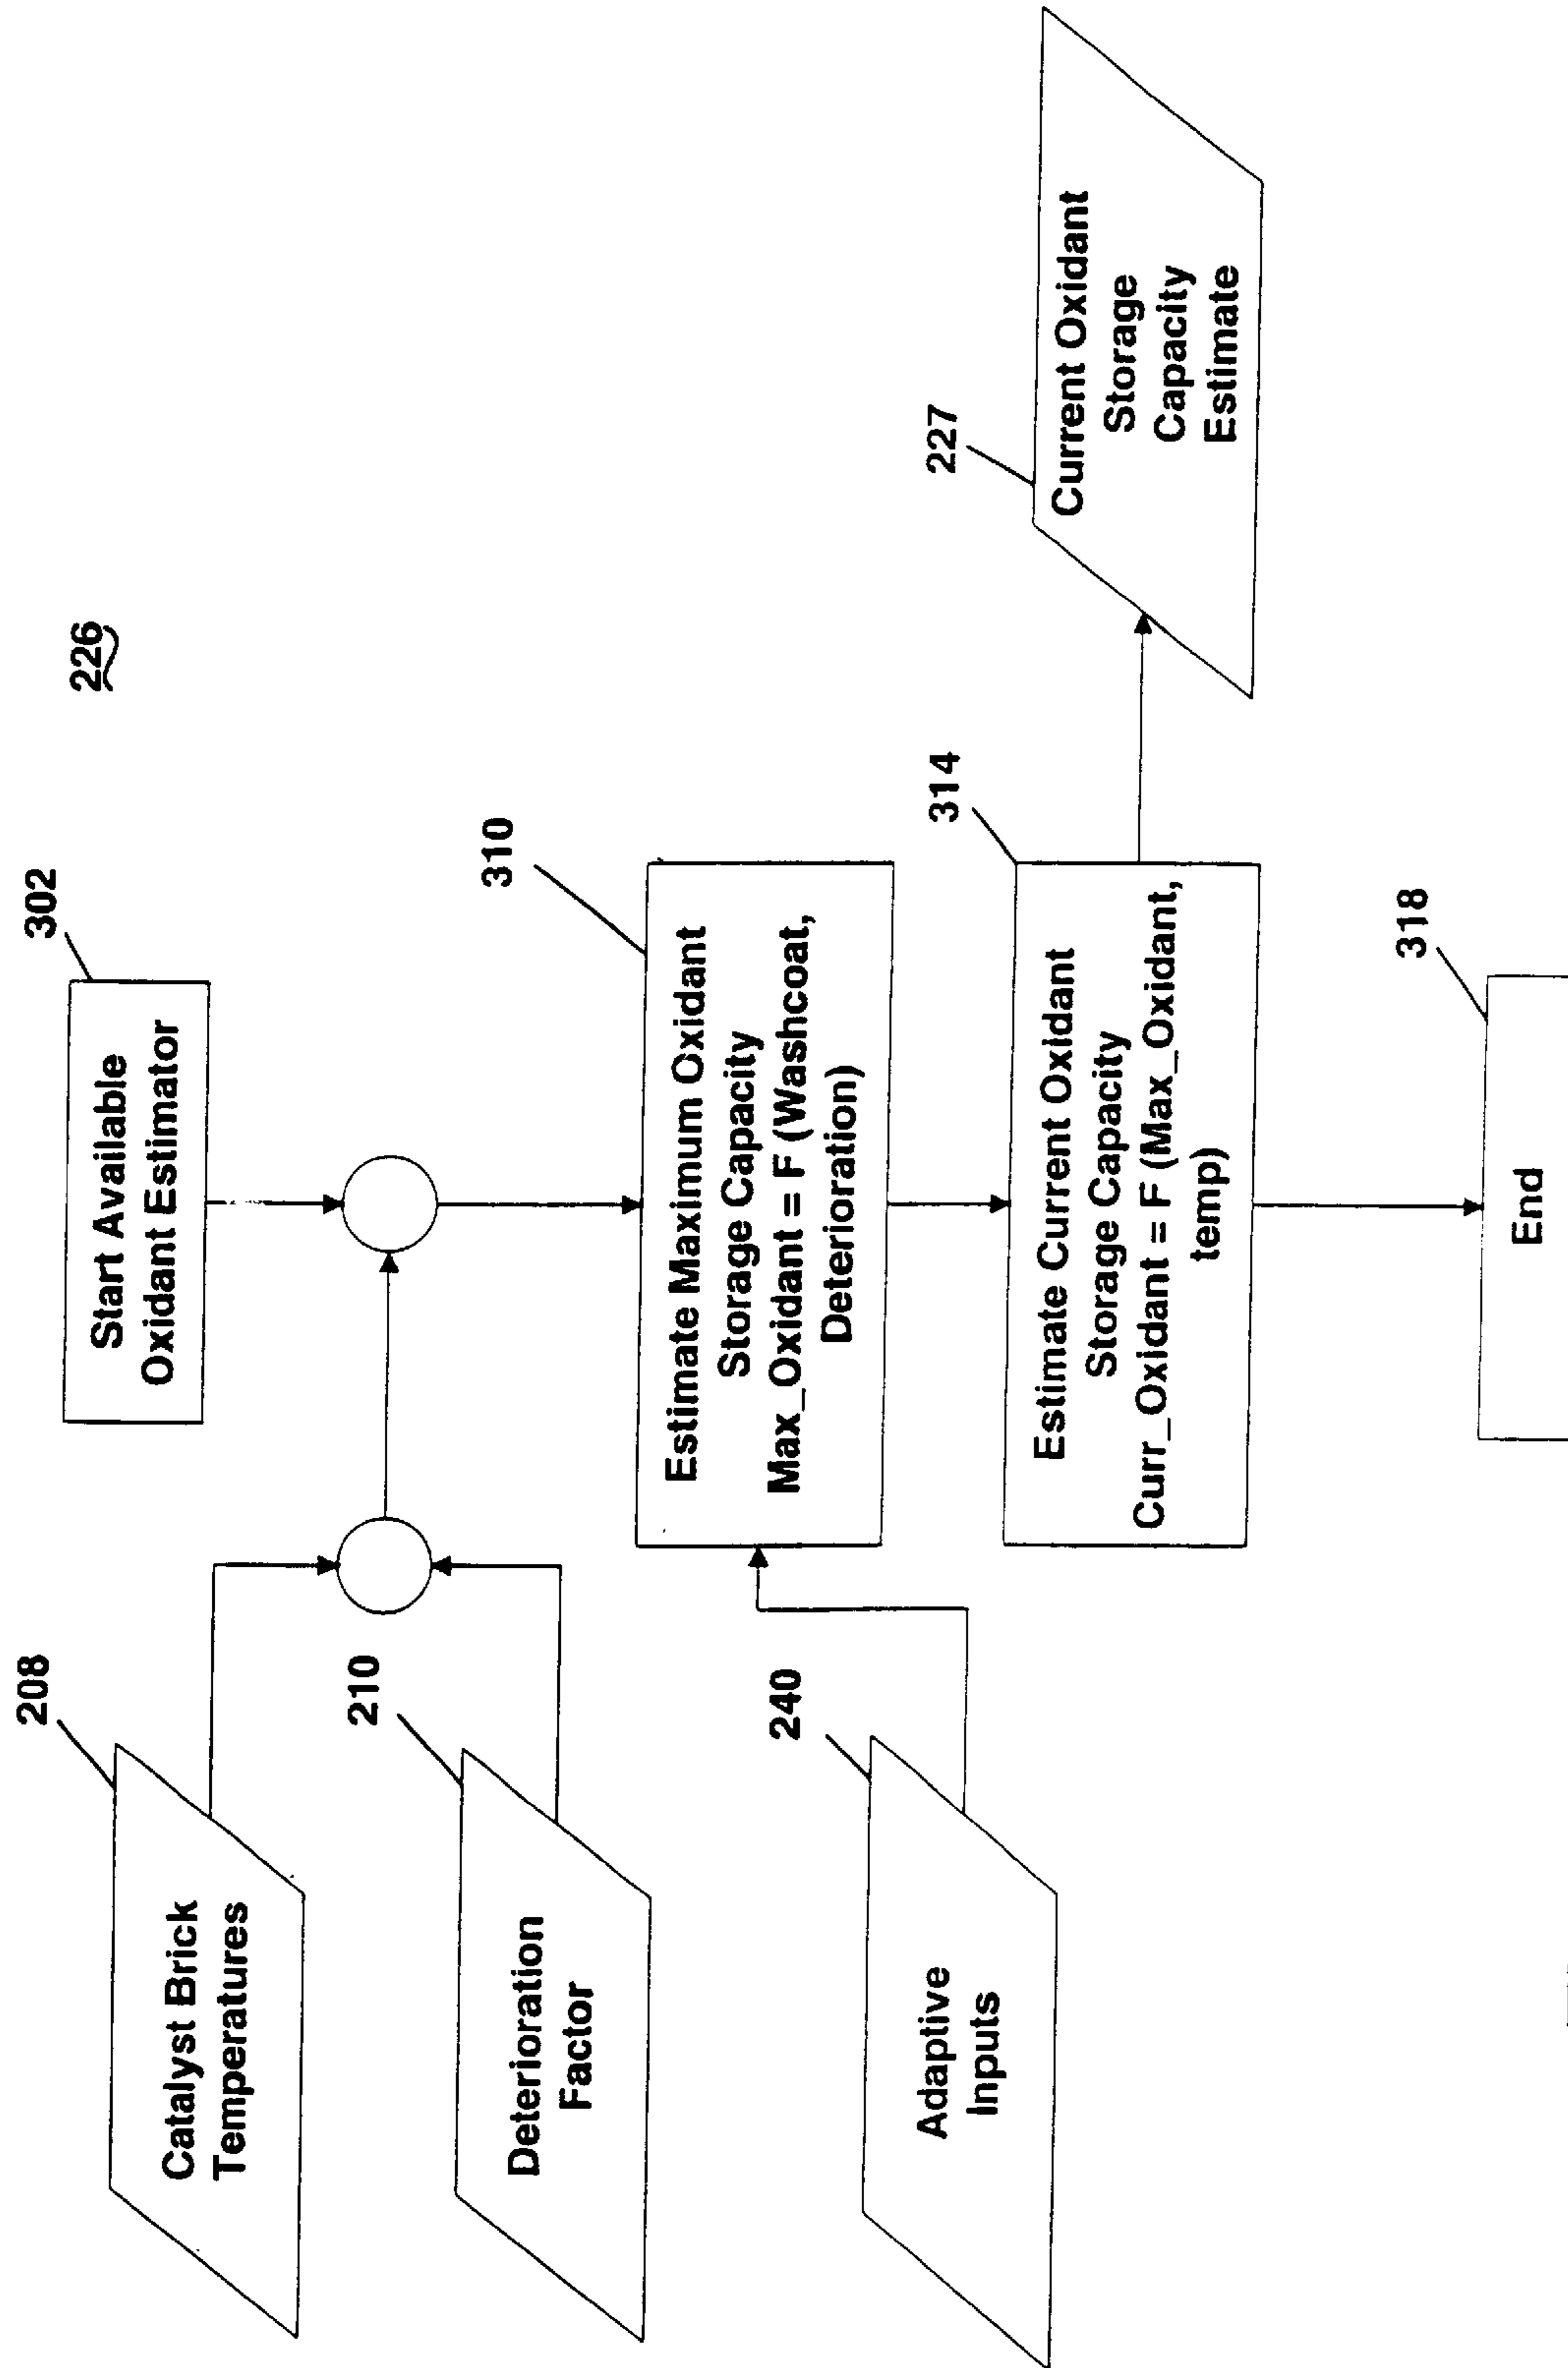 226
302
Start Available
Oxidant Estimator
208
Catalyst Brick
Temperatures
210
Deterioration
Factor
310
Estimate Maximum Oxidant
Storage Capacity
Max_Oxidant = F (Washcoat,
Deterioration)
240
Adaptive
Inputs
314
Estimate Current Oxidant
Storage Capacity
Curr_Oxidant = F (Max_Oxidant,
temp)
227
Current Oxidant
Storage
Capacity
Estimate
318
End